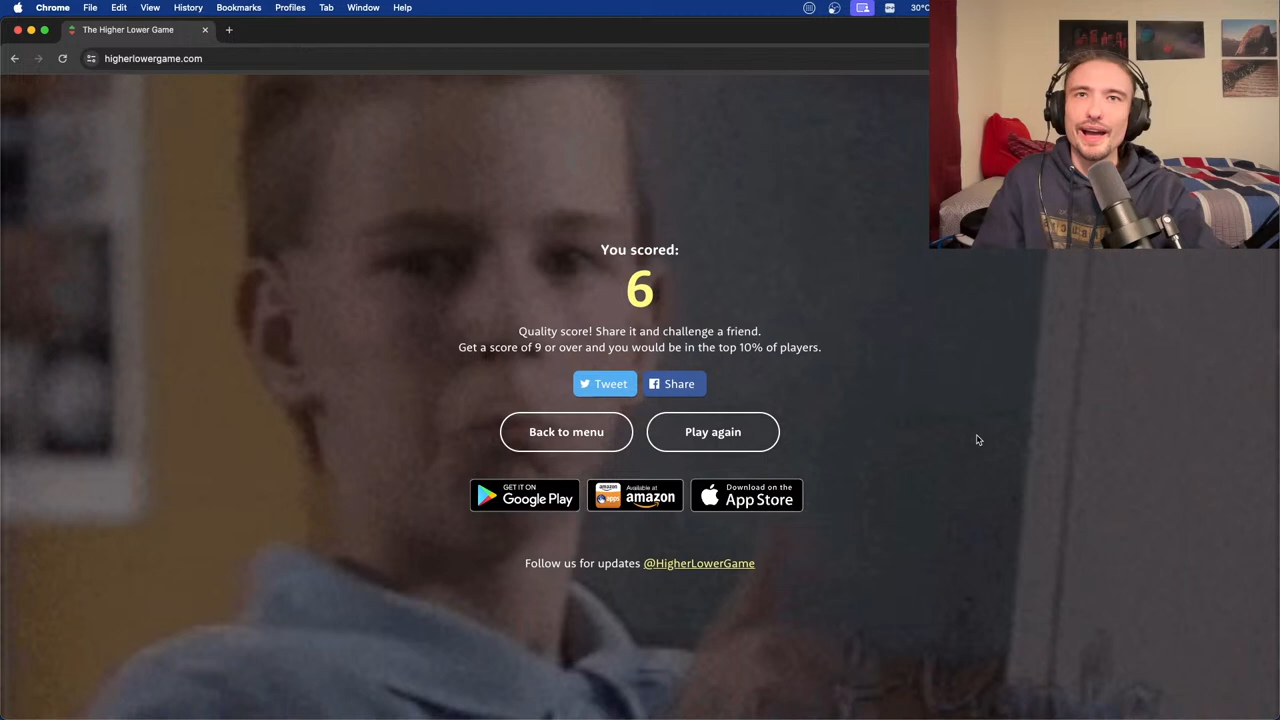 Chrome File Edit View History Bookmarks Profiles Tab Window Help 30°C
The Higher Lower Game
higherlowergame.com
You scored:
6
Quality score! Share it and challenge a friend.
Get a score of 9 or over and you would be in the top 10% of players.
Tweet Share
Back to menu Play again
GET IT ON
Google Play
amazon
apps
Available at
amazon
Download on the
App Store
Follow us for updates @HigherLowerGame